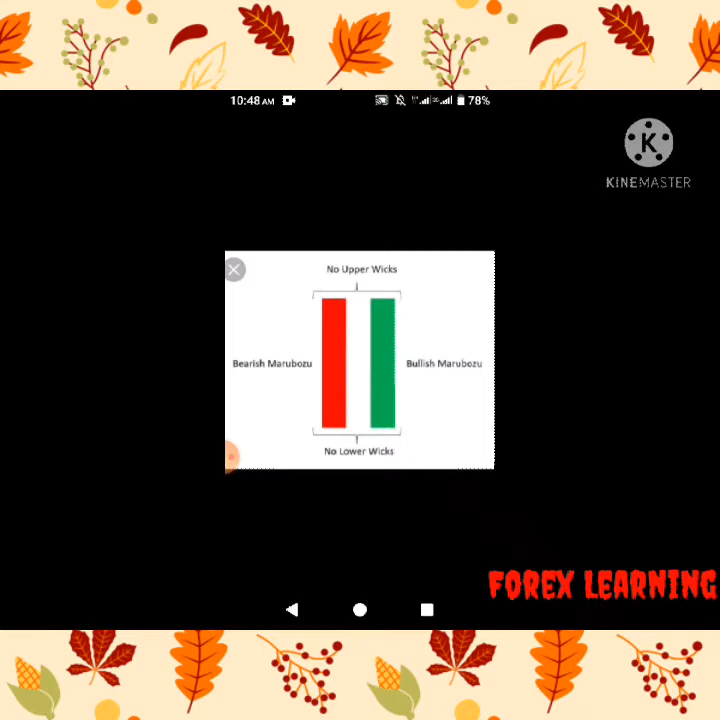 10:48 AM
78%
K
KINEMASTER
No Upper Wicks
Bearish Marubozu
Bullish Marubozu
No Lower Wicks
FOREX LEARNING